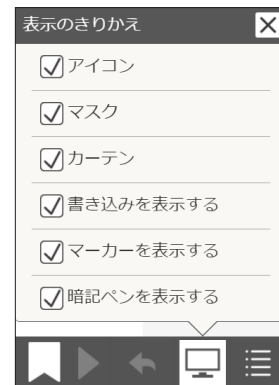 表示のきりかえ
アイコン
マスク
カーテン
書き込みを表示する
マーカーを表示する
暗記ペンを表示する